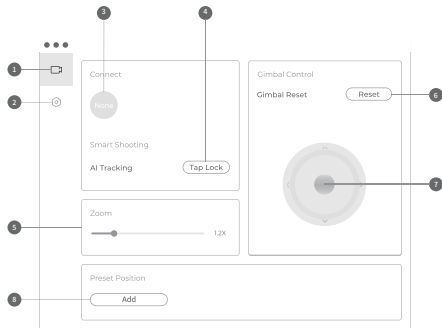 3
4
1
Connect
Gimbal Control
Gimbal Reset
Reset
6
2
None
Smart Shooting
AI Tracking
Tap Lock
7
Zoom
5
1.2X
Preset Position
8
Add